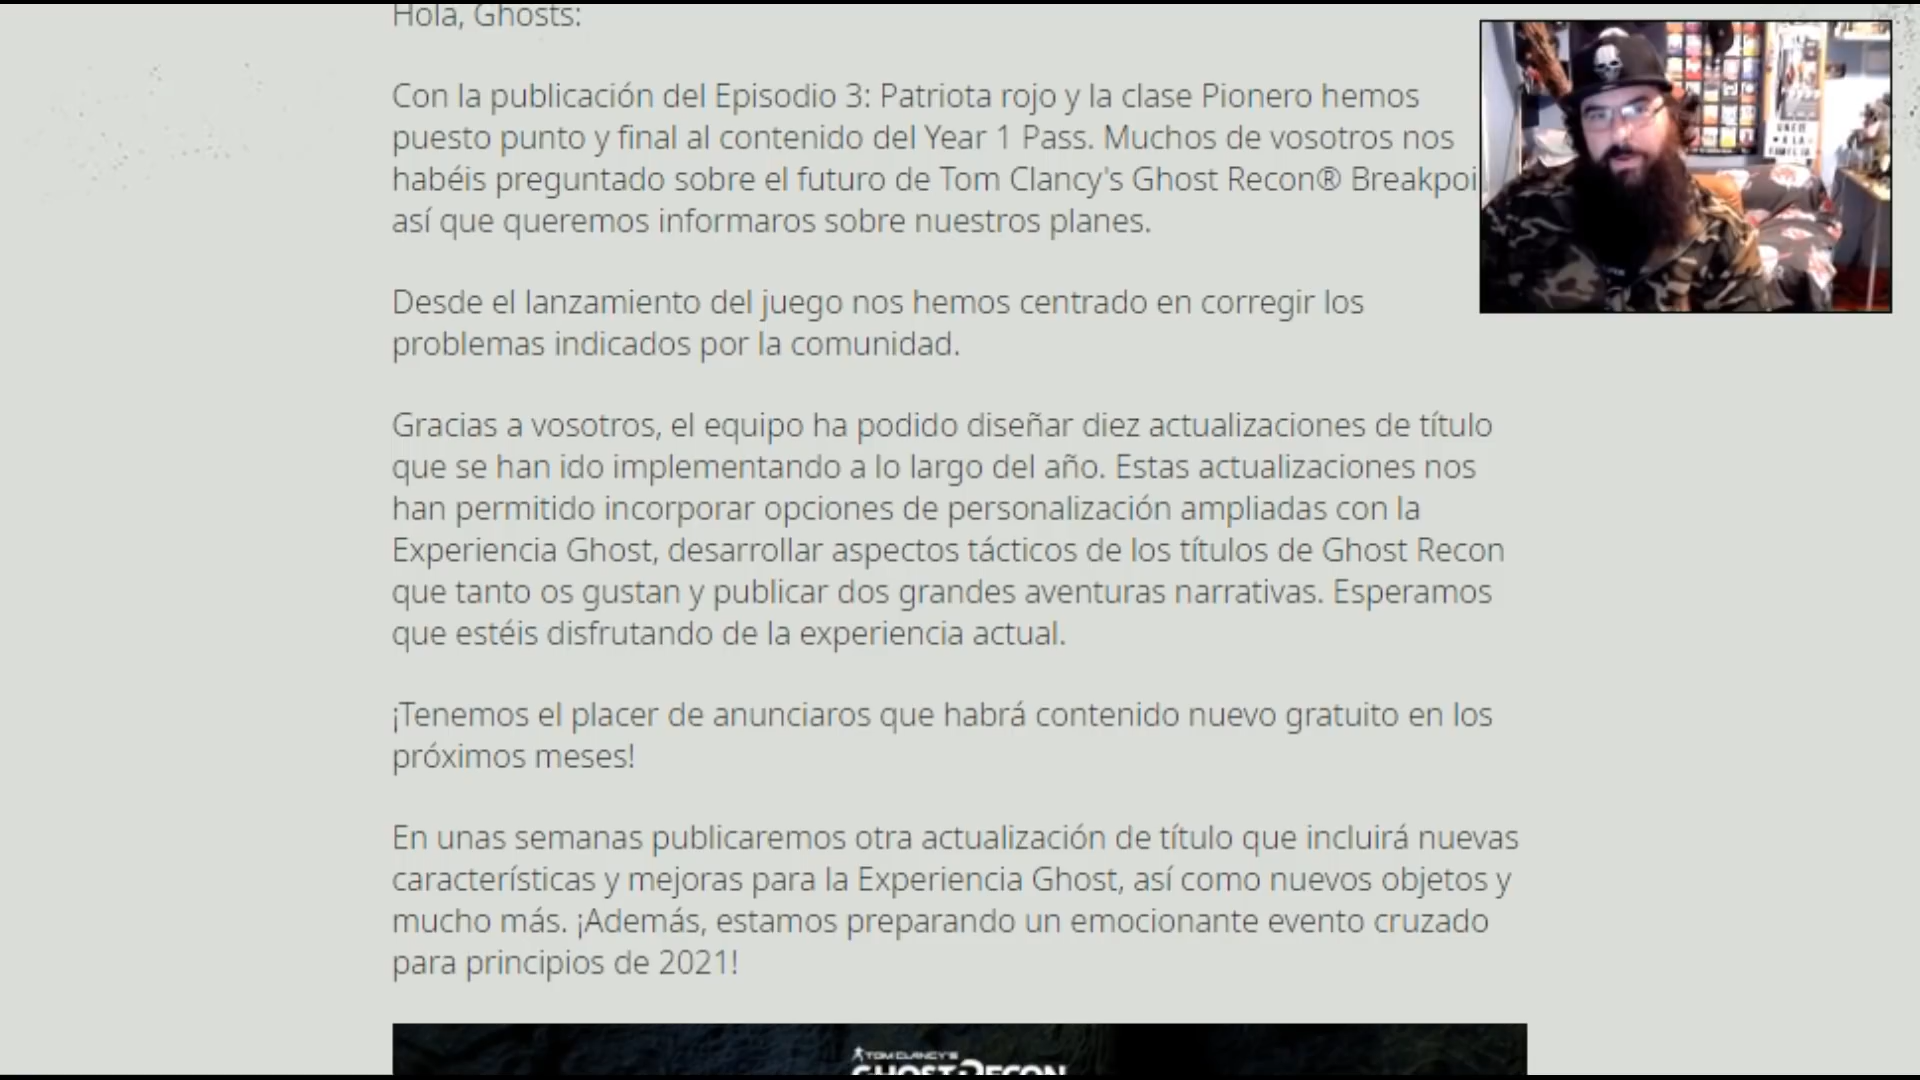 Hola, Ghosts:
Con la publicación del Episodio 3: Patriota rojo y la clase Pionero hemos
puesto punto y final al contenido del Year 1 Pass. Muchos de vosotros nos
habéis preguntado sobre el futuro de Tom Clancy's Ghost Recon® Breakpoi
así que queremos informaros sobre nuestros planes.
Desde el lanzamiento del juego nos hemos centrado en corregir los
problemas indicados por la comunidad.
Gracias a vosotros, el equipo ha podido diseñar diez actualizaciones de título
que se han ido implementando a lo largo del año. Estas actualizaciones nos
han permitido incorporar opciones de personalización ampliadas con la
Experiencia Ghost, desarrollar aspectos tácticos de los títulos de Ghost Recon
que tanto os gustan y publicar dos grandes aventuras narrativas. Esperamos
que estéis disfrutando de la experiencia actual.
¡Tenemos el placer de anunciaros que habrá contenido nuevo gratuito en los
próximos meses!
En unas semanas publicaremos otra actualización de título que incluirá nuevas
características y mejoras para la Experiencia Ghost, así como nuevos objetos y
mucho más. ¡Además, estamos preparando un emocionante evento cruzado
para principios de 2021!
TOM CLANCY'S
GHOST RECON